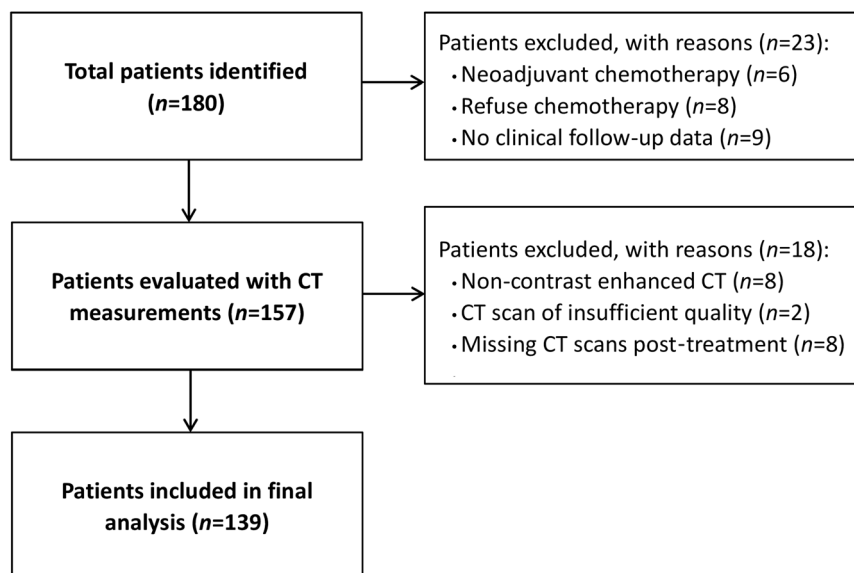 Total patients identified
(n=180)
Patients excluded, with reasons (n=23):
• Neoadjuvant chemotherapy (n=6)
• Refuse chemotherapy (n=8)
• No clinical follow-up data (n=9)
Patients evaluated with CT
measurements (n=157)
Patients excluded, with reasons (n=18):
• Non-contrast enhanced CT (n=8)
• CT scan of insufficient quality (n=2)
• Missing CT scans post-treatment (n=8)
Patients included in final
analysis (n=139)